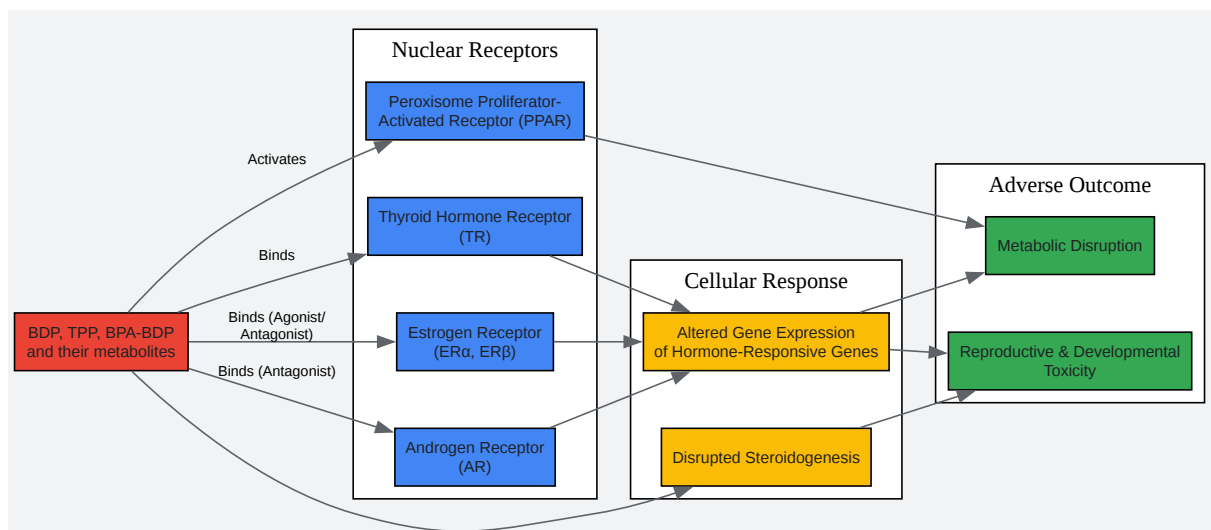 Nuclear Receptors
Peroxisome Proliferator-
Activated Receptor (PPAR)
Activates
Thyroid Hormone Receptor
(TR)
Binds
Binds (Agonist/
Antagonist)
Estrogen Receptor
(ERα, ERβ)
BDP, TPP, BPA-BDP
and their metabolites
Binds (Antagonist)
Androgen Receptor
(AR)
Cellular Response
Altered Gene Expression
of Hormone-Responsive Genes
Disrupted Steroidogenesis
Adverse Outcome
Metabolic Disruption
Reproductive & Developmental
Toxicity